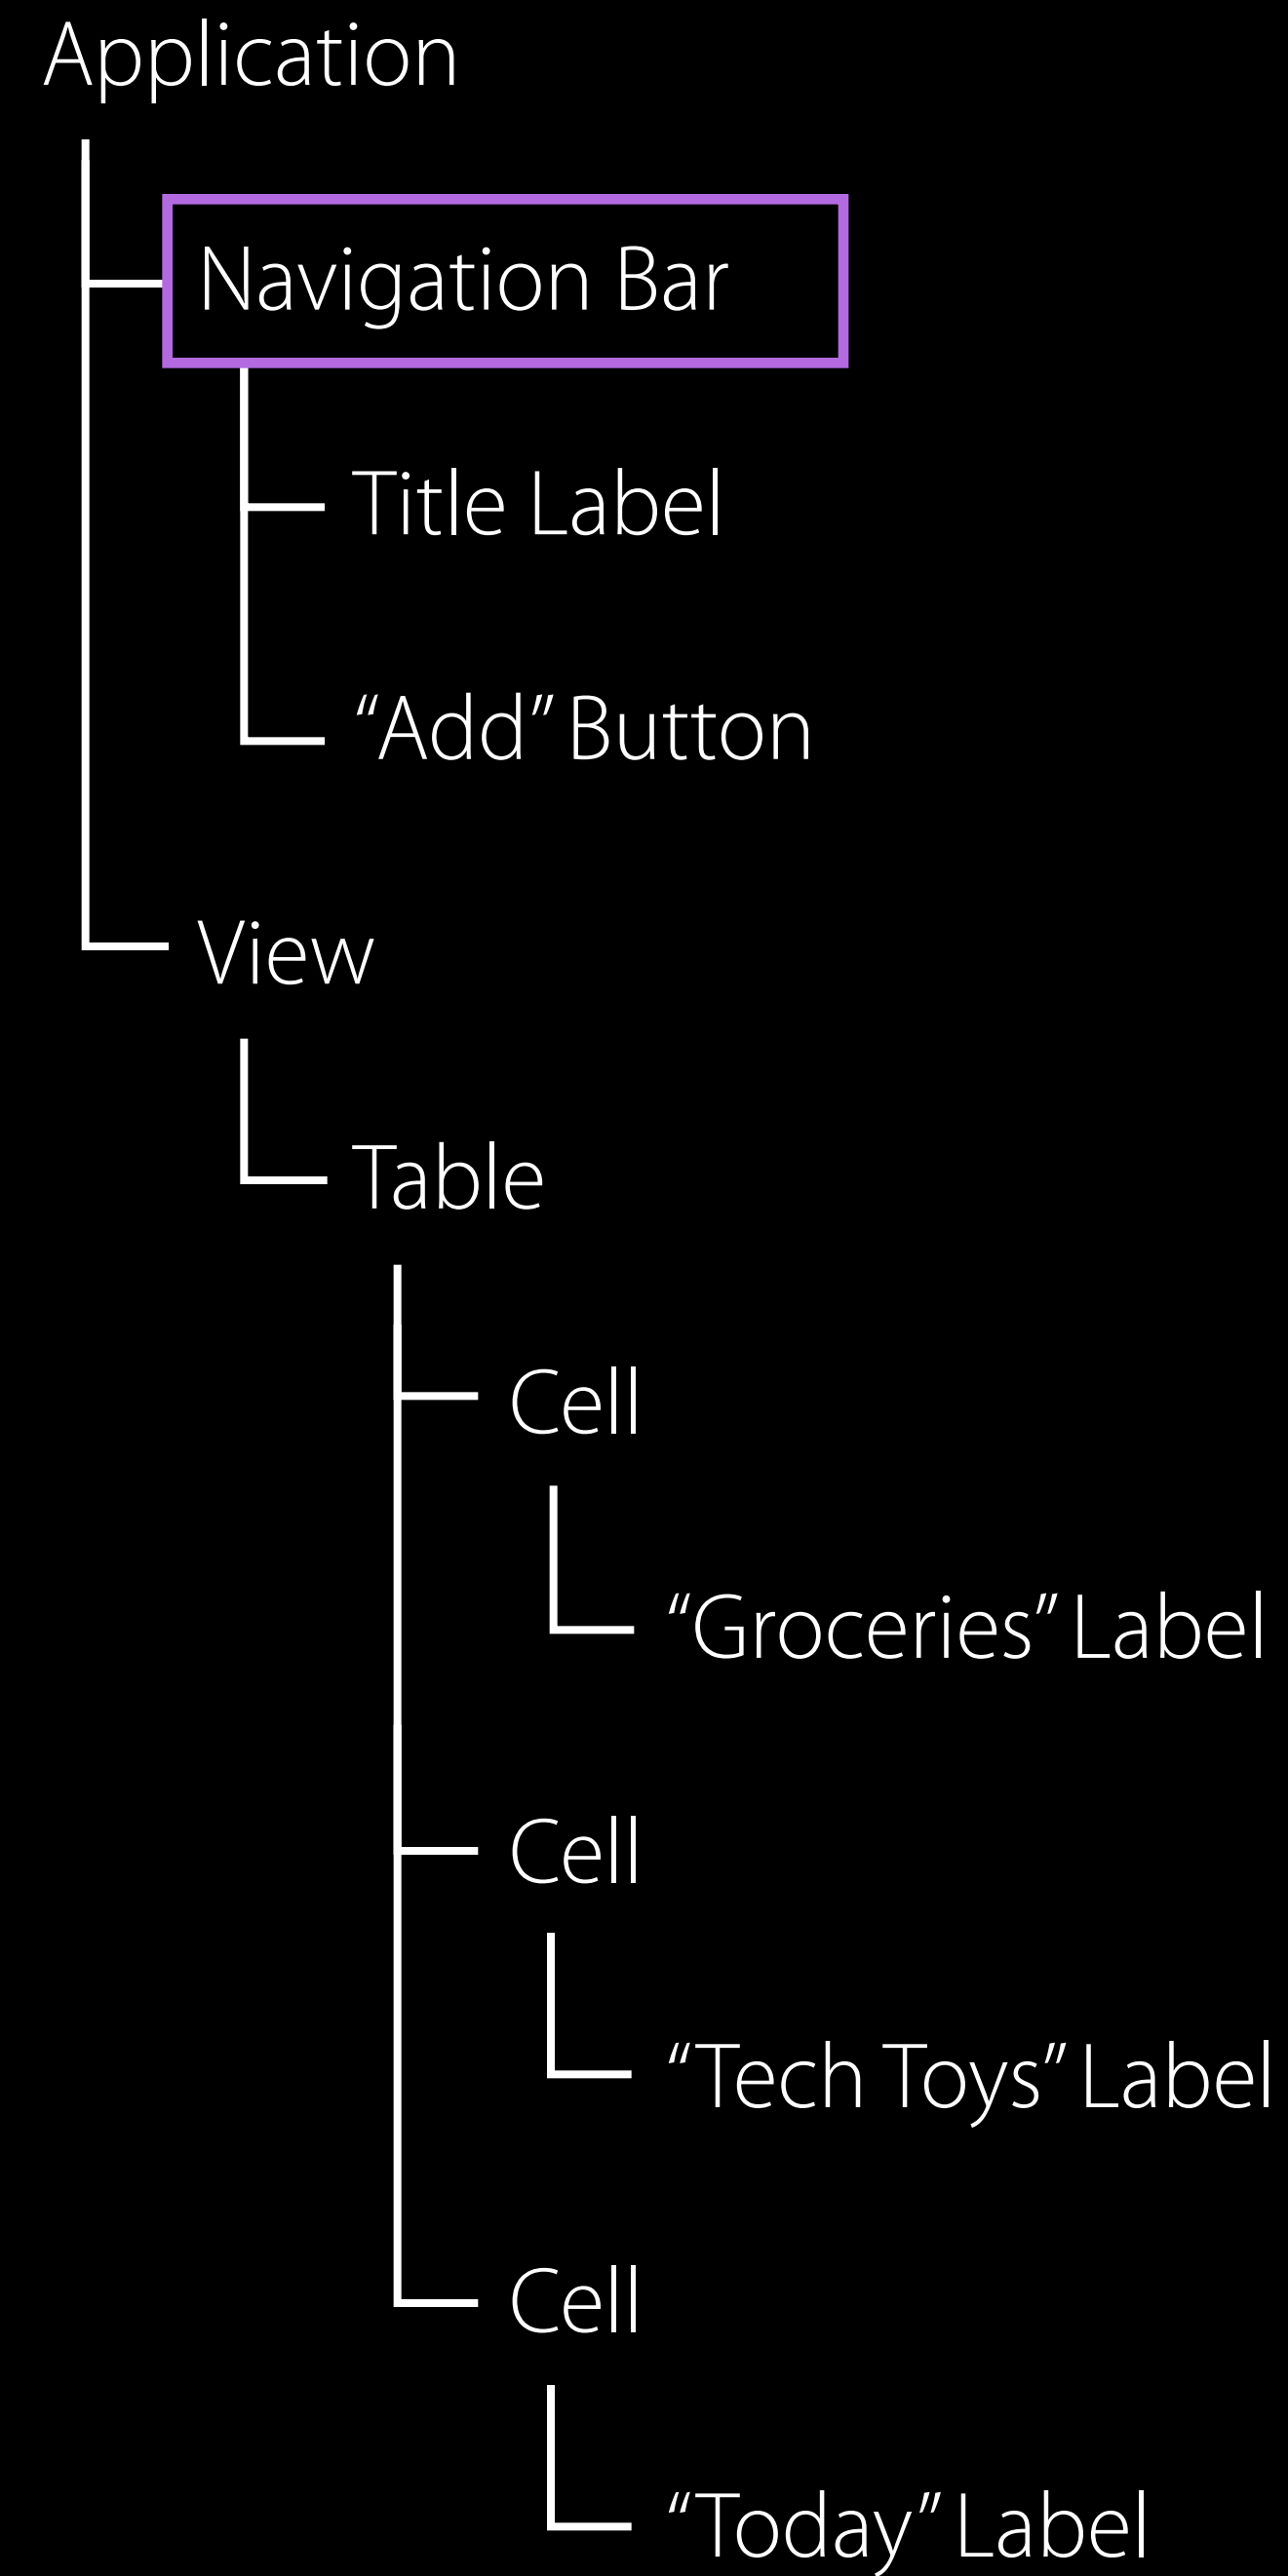 Application
Navigation Bar
Title Label
“Add” Button
View
Table
Cell
“Groceries” Label
Cell
“Tech Toys” Label
Cell
“Today” Label